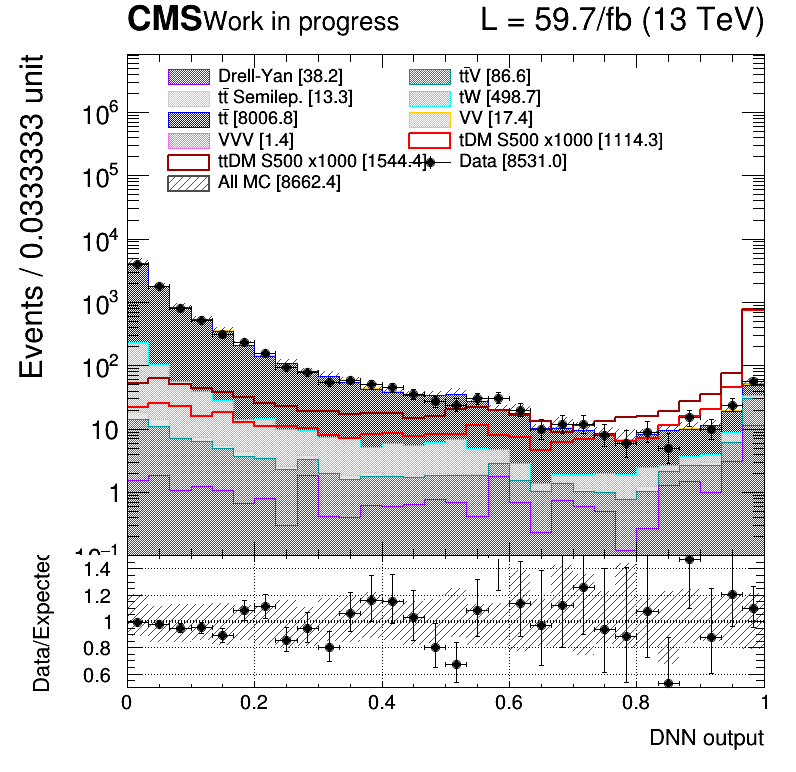 CMS Work in progress L = 59.7/fb (13 TeV)
Events / 0.0333333 unit
Drell-Yan [38.2] tt̄V [86.6]
tt̄ Semilep. [13.3] tW [498.7]
tt̄ [8006.8] VV [17.4]
VVV [1.4] tDM S500 x1000 [1114.3]
ttDM S500 x1000 [1544.4] Data [8531.0]
All MC [8662.4]
10⁶
10⁵
10⁴
10³
10²
10
1
10⁻¹
Data/Expected
1.4
1.2
1
0.8
0.6
0 0.2 0.4 0.6 0.8 1
DNN output